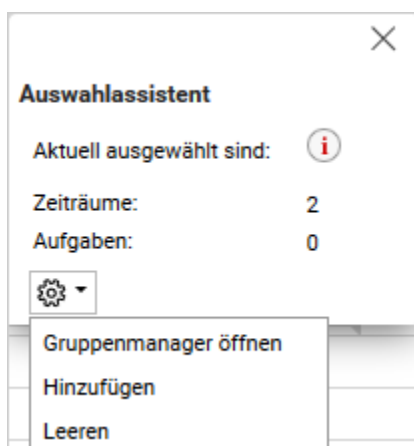 Auswahlassistent
Aktuell ausgewählt sind: i
Zeiträume: 2
Aufgaben: 0
Gruppenmanager öffnen
Hinzufügen
Leeren